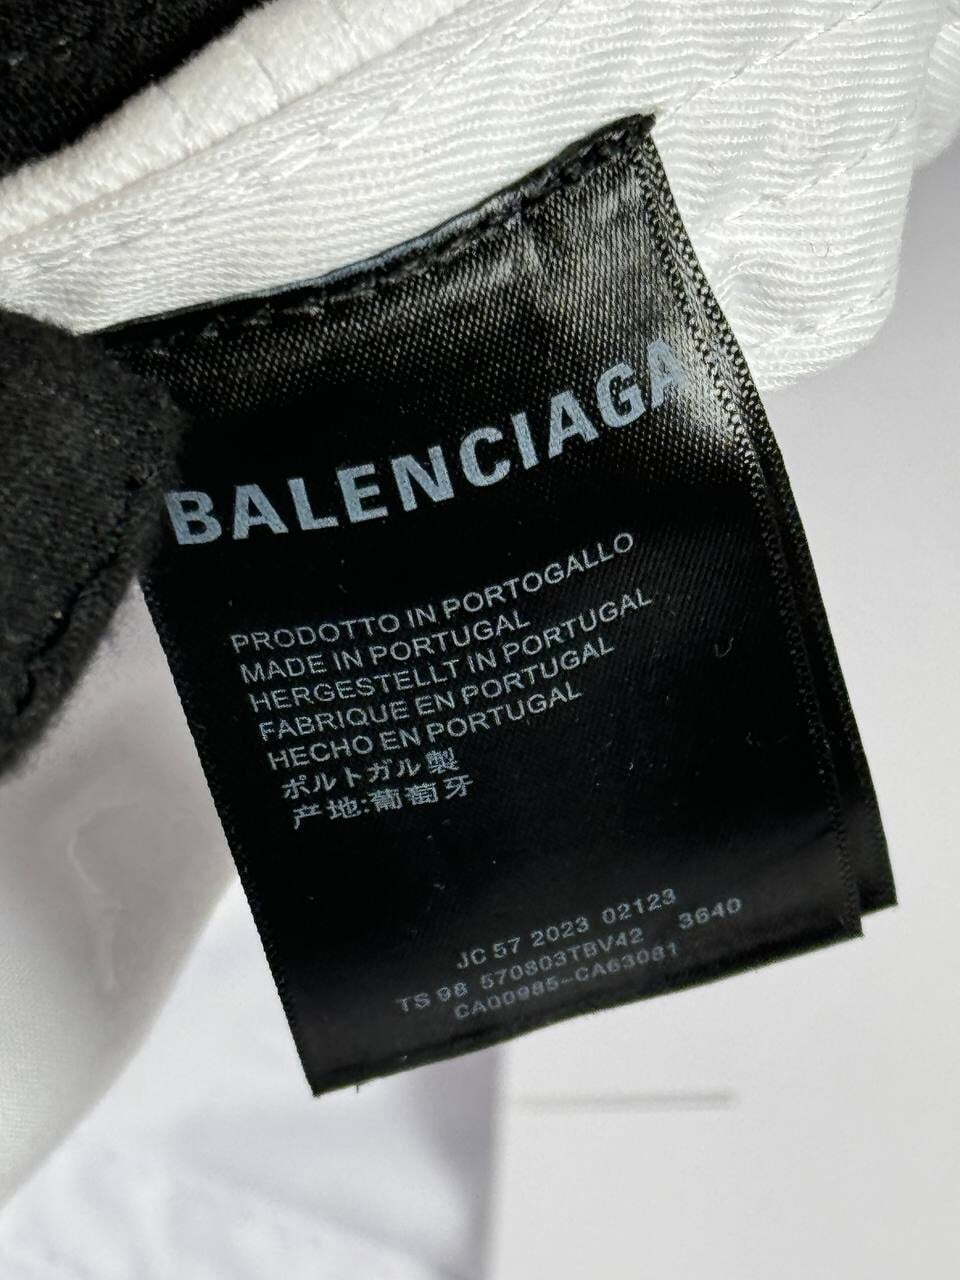 BALENCIAGA
PRODOTTO IN PORTOGALLO
MADE IN PORTUGAL
HERGESTELLT IN PORTUGAL
FABRIQUE EN PORTUGAL
HECHO EN PORTUGAL
ポルトガル製
产地:葡萄牙
JC 57 2023 02123
TS 98 570803TBV42 3640
CA00985-CA63081